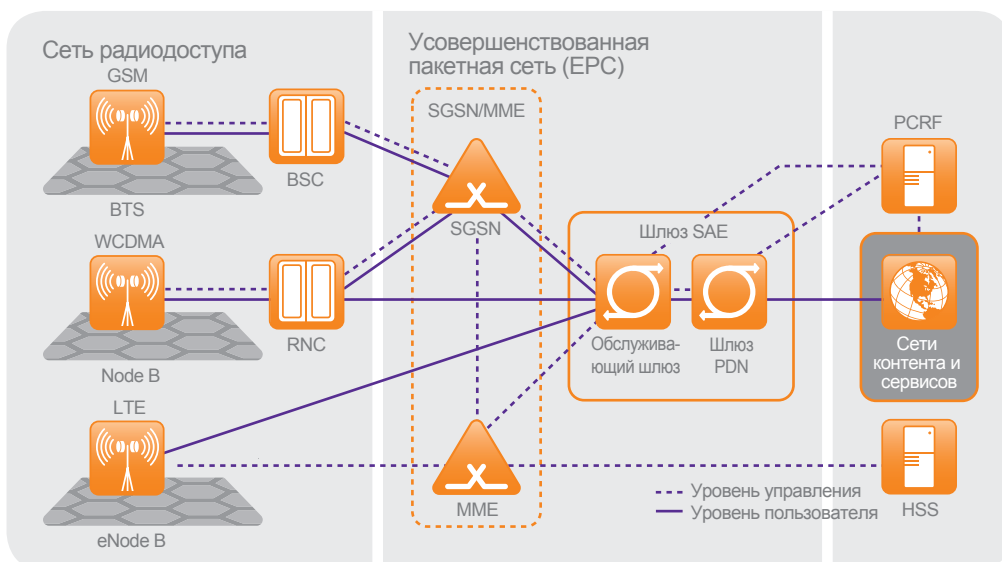 Сеть радиодоступа
GSM
BTS
BSC
WCDMA
Node B
RNC
LTE
eNode B
Усовершенствованная
пакетная сеть (EPC)
SGSN/MME
SGSN
MME
Шлюз SAE
Обслужива-
ющий шлюз
Шлюз
PDN
PCRF
Сети
контента и
сервисов
HSS
Уровень управления
Уровень пользователя